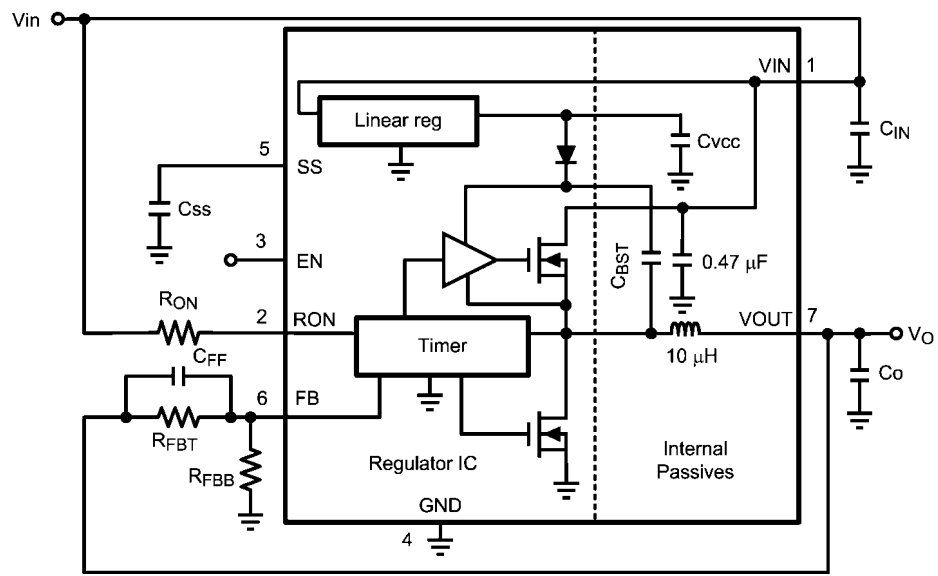 Vin
VIN 1
Linear reg
Cvcc
CIN
5
SS
Css
3
EN
CBST
0.47 μF
RON
2 RON
Timer
VOUT 7
VO
10 μH
CFF
Co
6 FB
RFBT
RFBB
Regulator IC
Internal
Passives
GND
4